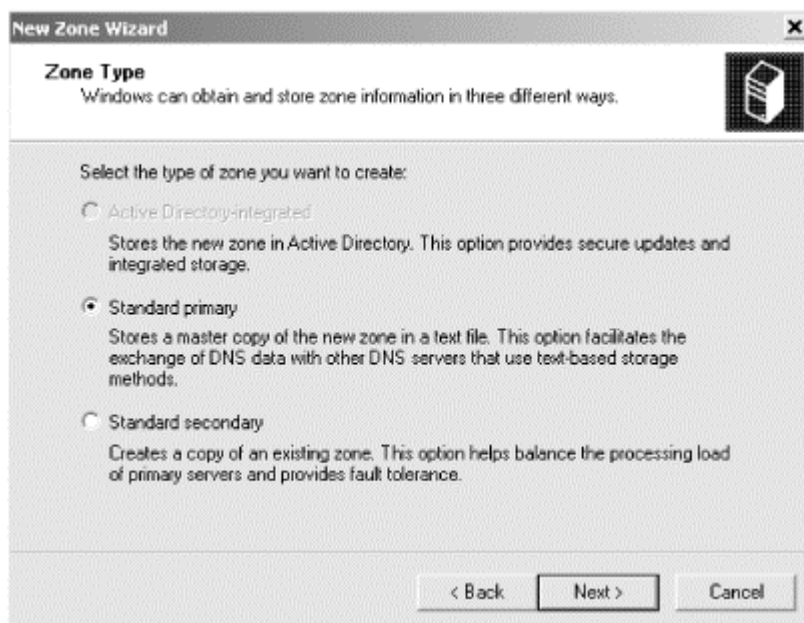 New Zone Wizard
Zone Type
Windows can obtain and store zone information in three different ways.
Select the type of zone you want to create:
Active Directory-integrated
Stores the new zone in Active Directory. This option provides secure updates and
integrated storage.
Standard primary
Stores a master copy of the new zone in a text file. This option facilitates the
exchange of DNS data with other DNS servers that use text-based storage
methods.
Standard secondary
Creates a copy of an existing zone. This option helps balance the processing load
of primary servers and provides fault tolerance.
< Back
Next >
Cancel